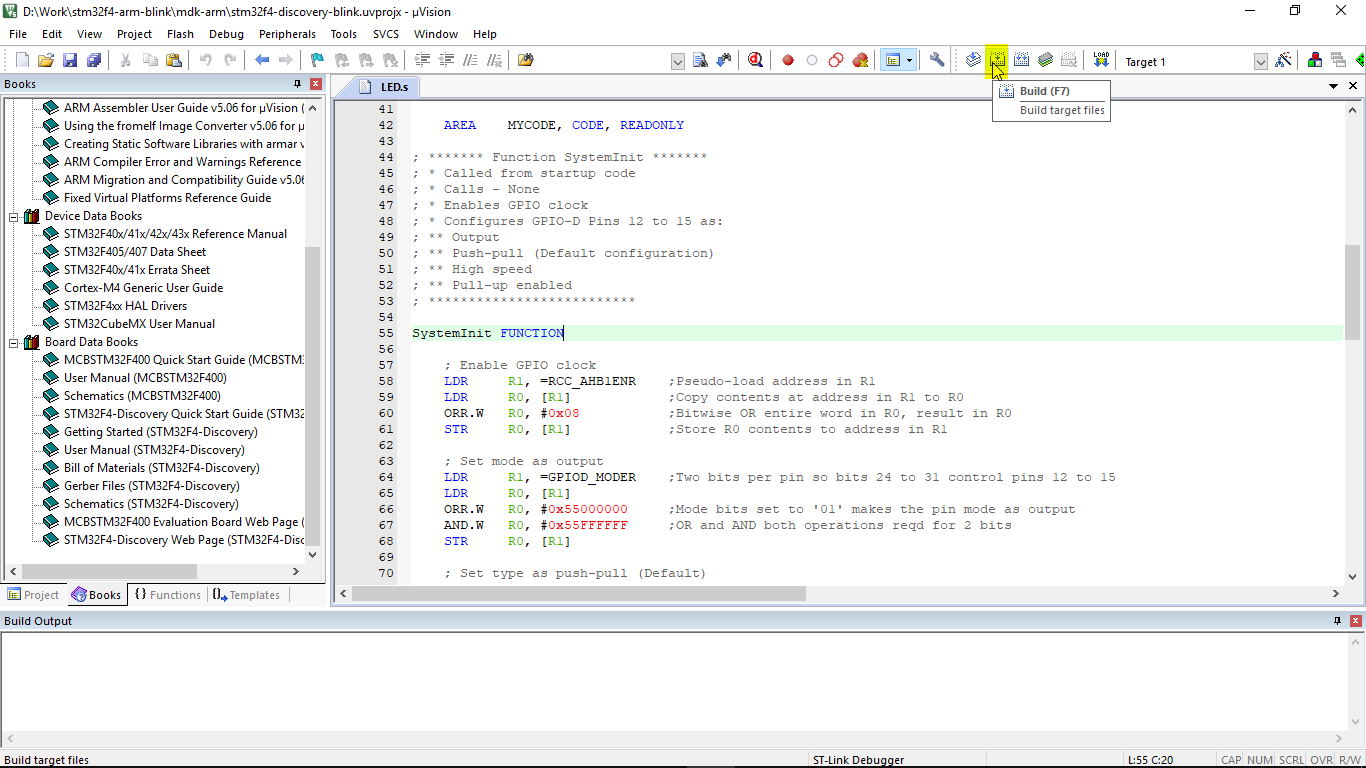 D:\Work\stm32f4-arm-blink\mdk-arm\stm32f4-discovery-blink.uvprojx - µVision
File Edit View Project Flash Debug Peripherals Tools SVCS Window Help
LOAD Target 1
Build (F7)
Build target files
Books
ARM Assembler User Guide v5.06 for µVision (
Using the fromelf Image Converter v5.06 for µ
Creating Static Software Libraries with armar v
ARM Compiler Error and Warnings Reference
ARM Migration and Compatibility Guide v5.06
Fixed Virtual Platforms Reference Guide
Device Data Books
STM32F40x/41x/42x/43x Reference Manual
STM32F405/407 Data Sheet
STM32F40x/41x Errata Sheet
Cortex-M4 Generic User Guide
STM32F4xx HAL Drivers
STM32CubeMX User Manual
Board Data Books
MCBSTM32F400 Quick Start Guide (MCBSTM:
User Manual (MCBSTM32F400)
Schematics (MCBSTM32F400)
STM32F4-Discovery Quick Start Guide (STM32
Getting Started (STM32F4-Discovery)
User Manual (STM32F4-Discovery)
Bill of Materials (STM32F4-Discovery)
Gerber Files (STM32F4-Discovery)
Schematics (STM32F4-Discovery)
MCBSTM32F400 Evaluation Board Web Page (
STM32F4-Discovery Web Page (STM32F4-Disc
Project Books {} Functions Templates
LED.s
41
42 AREA MYCODE, CODE, READONLY
43
44 ; ******* Function SystemInit *******
45 ; * Called from startup code
46 ; * Calls - None
47 ; * Enables GPIO clock
48 ; * Configures GPIO-D Pins 12 to 15 as:
49 ; ** Output
50 ; ** Push-pull (Default configuration)
51 ; ** High speed
52 ; ** Pull-up enabled
53 ; **************************
54
55 SystemInit FUNCTION
56
57 ; Enable GPIO clock
58 LDR R1, =RCC_AHB1ENR ;Pseudo-load address in R1
59 LDR R0, [R1] ;Copy contents at address in R1 to R0
60 ORR.W R0, #0x08 ;Bitwise OR entire word in R0, result in R0
61 STR R0, [R1] ;Store R0 contents to address in R1
62
63 ; Set mode as output
64 LDR R1, =GPIOD_MODER ;Two bits per pin so bits 24 to 31 control pins 12 to 15
65 LDR R0, [R1]
66 ORR.W R0, #0x55000000 ;Mode bits set to '01' makes the pin mode as output
67 AND.W R0, #0x55FFFFFF ;OR and AND both operations reqd for 2 bits
68 STR R0, [R1]
69
70 ; Set type as push-pull (Default)
Build Output
Build target files ST-Link Debugger L:55 C:20 CAP NUM SCRL OVR R/W